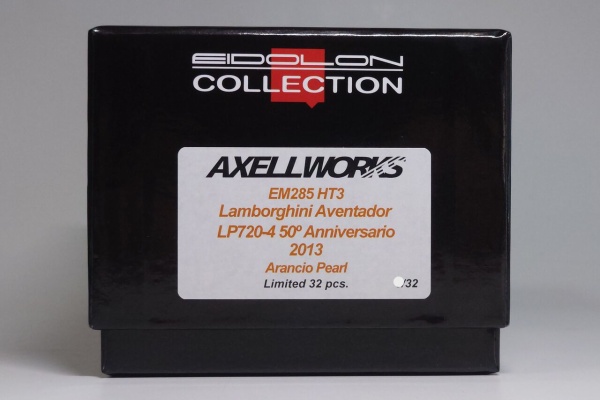 EIDOLON
COLLECTION
AXELLWORKS
EM285 HT3
Lamborghini Aventador
LP720-4 50º Anniversario
2013
Arancio Pearl
Limited 32 pcs. /32